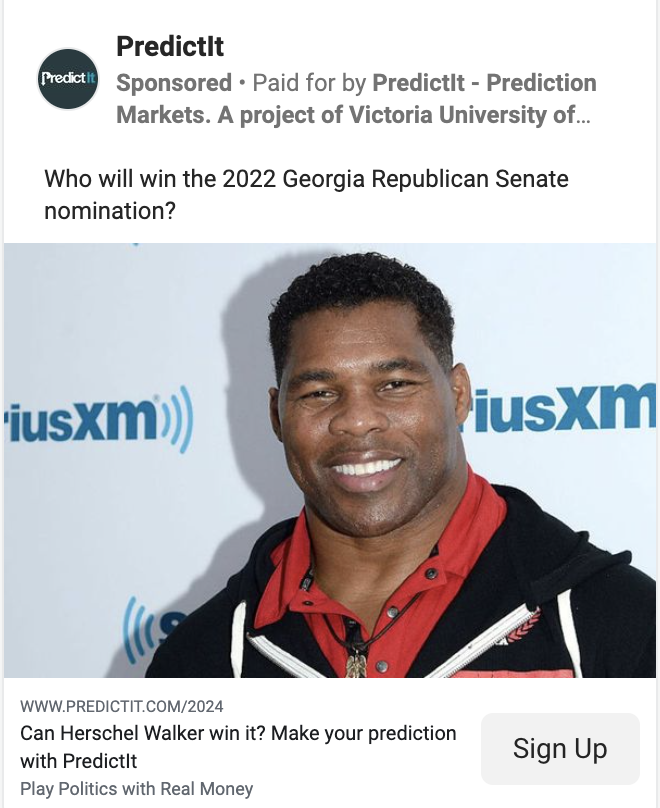 PredictIt
PredictIt
Sponsored • Paid for by PredictIt - Prediction
Markets. A project of Victoria University of...
Who will win the 2022 Georgia Republican Senate
nomination?
iusxm
iusxm
s
WWW.PREDICTIT.COM/2024
Can Herschel Walker win it? Make your prediction
with PredictIt
Play Politics with Real Money
Sign Up